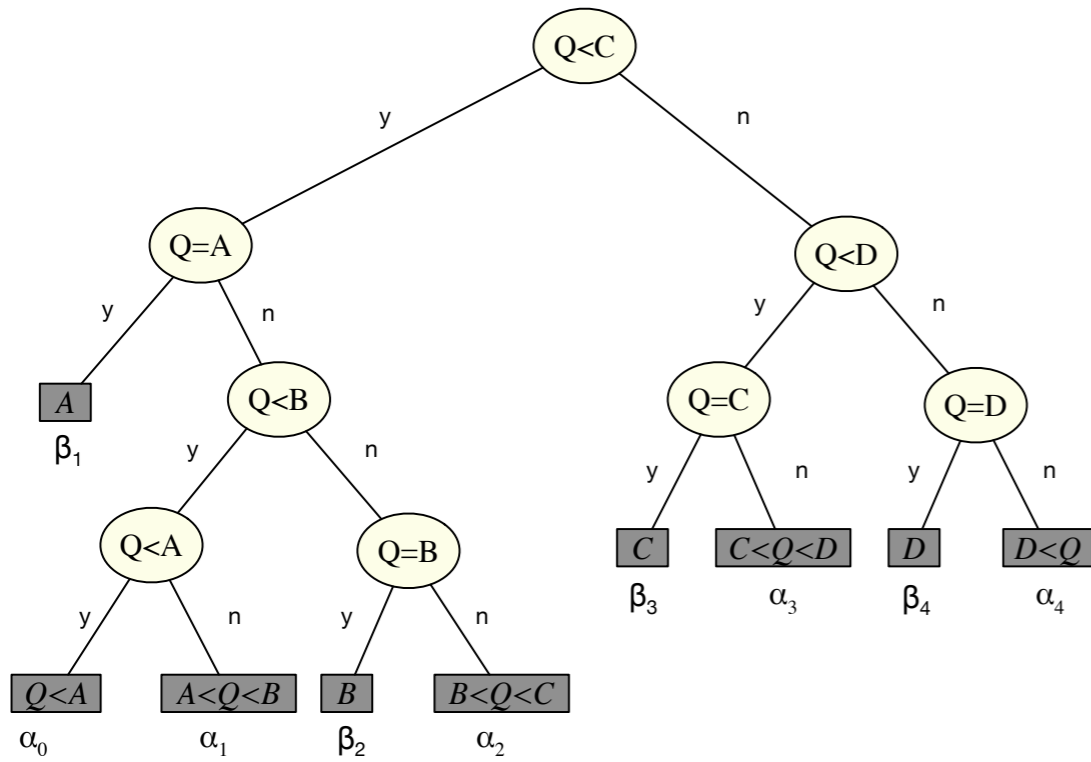 Q<C
y
n
Q=A
Q<D
y
n
y
n
A
Q<B
Q=C
Q=D
β₁
y
n
y
n
y
n
Q<A
Q=B
C
C<Q<D
D
D<Q
β₃
α₃
β₄
α₄
y
n
y
n
Q<A
A<Q<B
B
B<Q<C
α₀
α₁
β₂
α₂